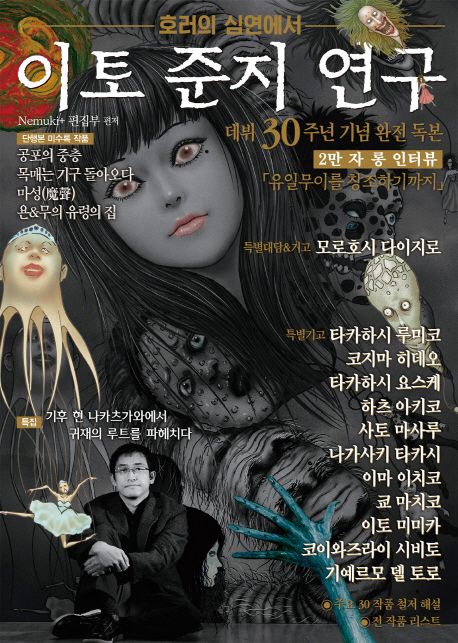 호러의 심연에서
이토 준지 연구
Nemuki+ 편집부 편저
데뷔 30주년 기념 완전 독본
단행본 미수록 작품
2만 자 롱 인터뷰
공포의 중층
「유일무이를 창조하기까지」
목매는 기구 돌아오다
마성(魔聲)
욘&무의 유령의 집
특별대담&기고 모로호시 다이지로
특별기고 타카하시 루미코
코지마 히데오
타카하시 요스케
하츠 아키코
사토 마사루
나가사키 타카시
이마 이치코
쿄 마치코
이토 미미카
코이와즈라이 시비토
기예르모 델 토로
특집 기후 현 나카츠가와에서
귀재의 루트를 파헤치다
주요 30 작품 철저 해설
전 작품 리스트